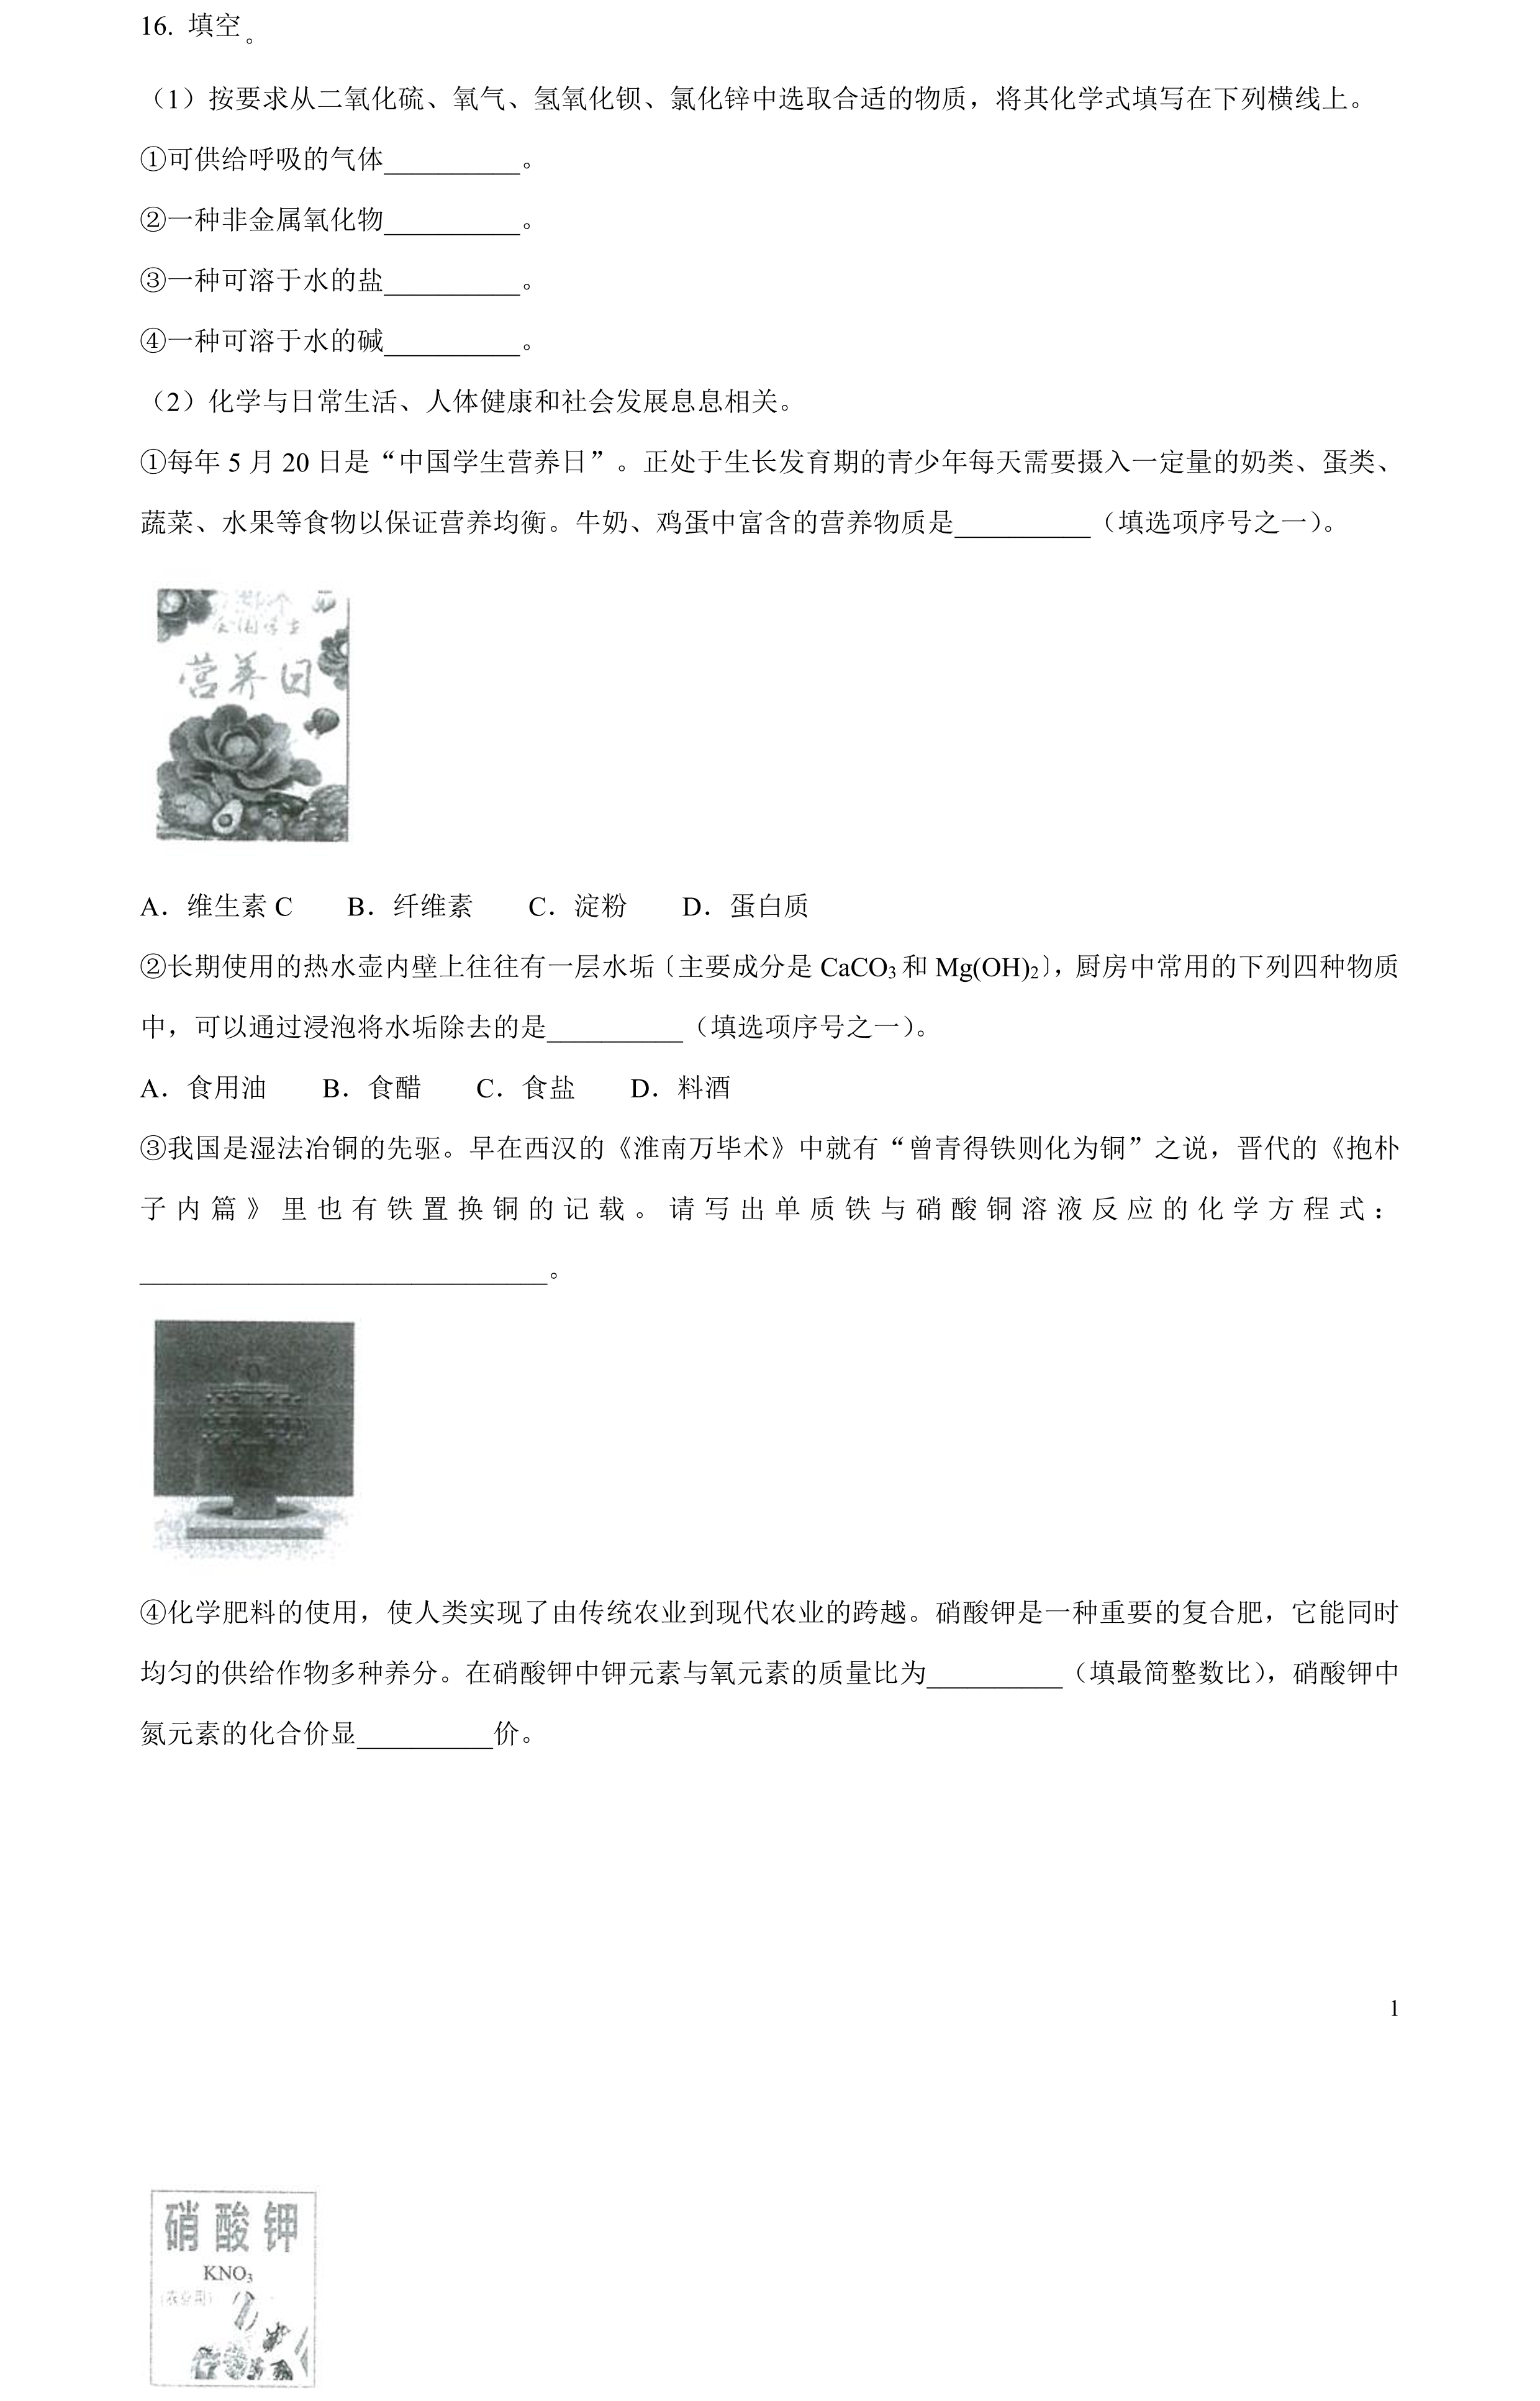 16. 填空。
（1）按要求从二氧化硫、氧气、氢氧化钡、氯化锌中选取合适的物质，将其化学式填写在下列横线上。
①可供给呼吸的气体__________。
②一种非金属氧化物__________。
③一种可溶于水的盐__________。
④一种可溶于水的碱__________。
（2）化学与日常生活、人体健康和社会发展息息相关。
①每年 5 月 20 日是“中国学生营养日”。正处于生长发育期的青少年每天需要摄入一定量的奶类、蛋类、
蔬菜、水果等食物以保证营养均衡。牛奶、鸡蛋中富含的营养物质是__________（填选项序号之一）。
全国学生
营养日
A．维生素 C B．纤维素 C．淀粉 D．蛋白质
②长期使用的热水壶内壁上往往有一层水垢〔主要成分是 CaCO₃ 和 Mg(OH)₂〕，厨房中常用的下列四种物质
中，可以通过浸泡将水垢除去的是__________（填选项序号之一）。
A．食用油 B．食醋 C．食盐 D．料酒
③我国是湿法冶铜的先驱。早在西汉的《淮南万毕术》中就有“曾青得铁则化为铜”之说，晋代的《抱朴
子内篇》里也有铁置换铜的记载。请写出单质铁与硝酸铜溶液反应的化学方程式：
______________________________。
④化学肥料的使用，使人类实现了由传统农业到现代农业的跨越。硝酸钾是一种重要的复合肥，它能同时
均匀的供给作物多种养分。在硝酸钾中钾元素与氧元素的质量比为__________（填最简整数比），硝酸钾中
氮元素的化合价显__________价。
1
硝酸钾
KNO₃
(农业用)